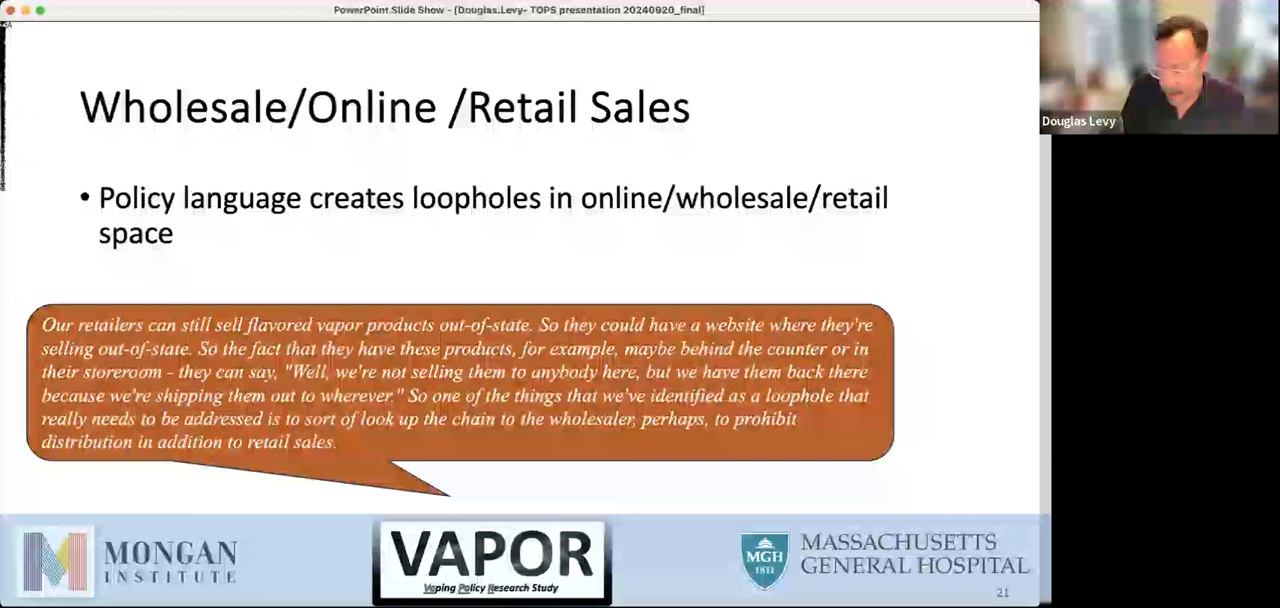 PowerPoint Slide Show - [Douglas.Levy- TOPS presentation 20240920_final]
Wholesale/Online /Retail Sales
• Policy language creates loopholes in online/wholesale/retail
space
Our retailers can still sell flavored vapor products out-of-state. So they could have a website where they're
selling out-of-state. So the fact that they have these products, for example, maybe behind the counter or in
their storeroom - they can say, "Well, we're not selling them to anybody here, but we have them back there
because we're shipping them out to wherever." So one of the things that we've identified as a loophole that
really needs to be addressed is to sort of look up the chain to the wholesaler, perhaps, to prohibit
distribution in addition to retail sales.
Douglas Levy
MONGAN
INSTITUTE
VAPOR
Vaping Policy Research Study
MGH
1811
MASSACHUSETTS
GENERAL HOSPITAL
21